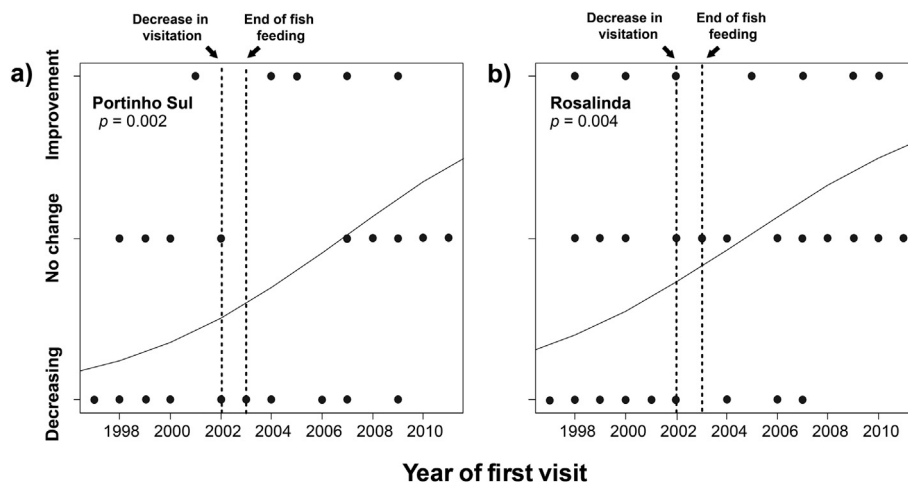 Decrease in
visitation
End of fish
feeding
Decrease in
visitation
End of fish
feeding
a)
b)
Improvement
No change
Decreasing
Portinho Sul
p = 0.002
Rosalinda
p = 0.004
1998 2000 2002 2004 2006 2008 2010
1998 2000 2002 2004 2006 2008 2010
Year of first visit